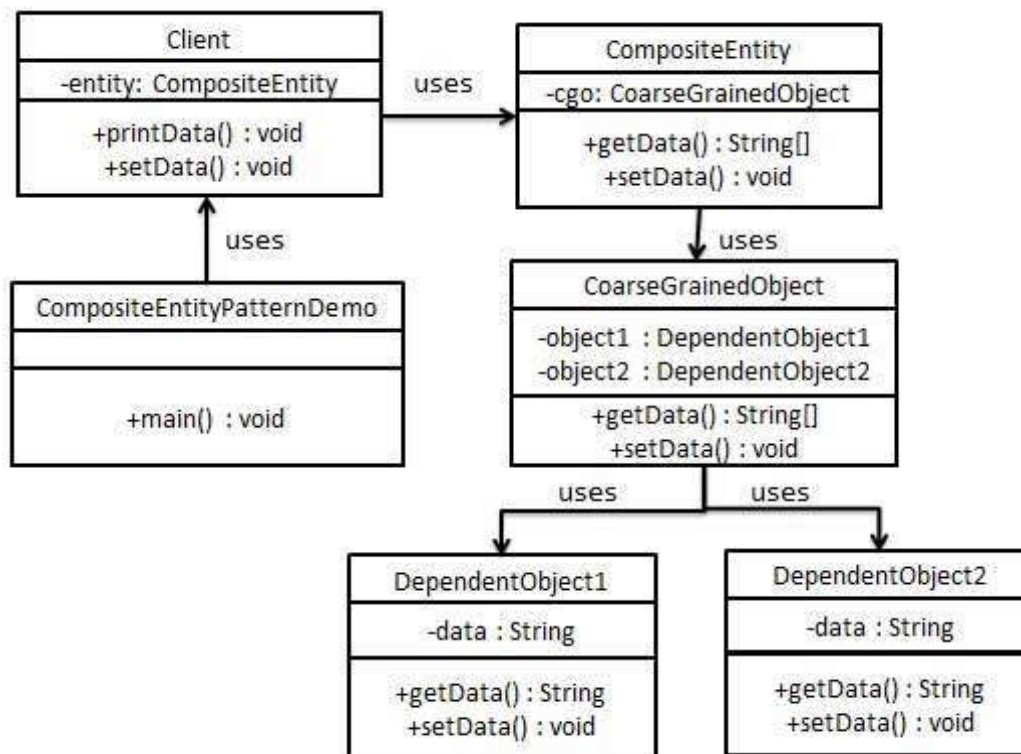 Client
-entity: CompositeEntity
+printData() : void
+setData() : void
uses
CompositeEntity
-cgo: CoarseGrainedObject
+getData() : String[]
+setData() : void
uses
uses
CompositeEntityPatternDemo
+main() : void
CoarseGrainedObject
-object1 : DependentObject1
-object2 : DependentObject2
+getData() : String[]
+setData() : void
uses
uses
DependentObject1
-data : String
+getData() : String
+setData() : void
DependentObject2
-data : String
+getData() : String
+setData() : void